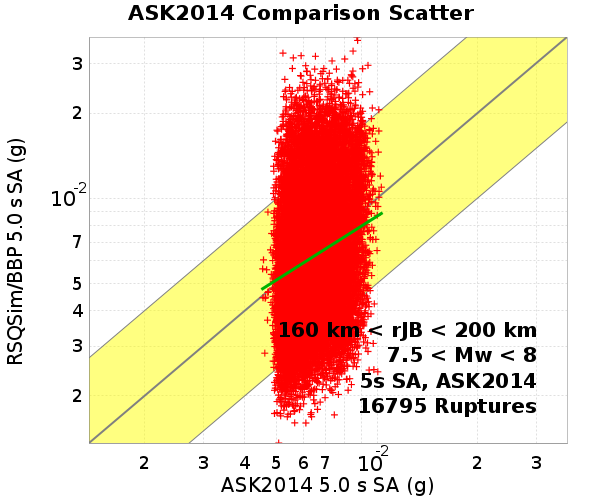 ASK2014 Comparison Scatter
RSQSim/BBP 5.0 s SA (g)
3
2
10-2
7
5
4
3
2
160 km < rJB < 200 km
7.5 < Mw < 8
5s SA, ASK2014
16795 Ruptures
2 3 4 5 6 7 10-2 2 3
ASK2014 5.0 s SA (g)